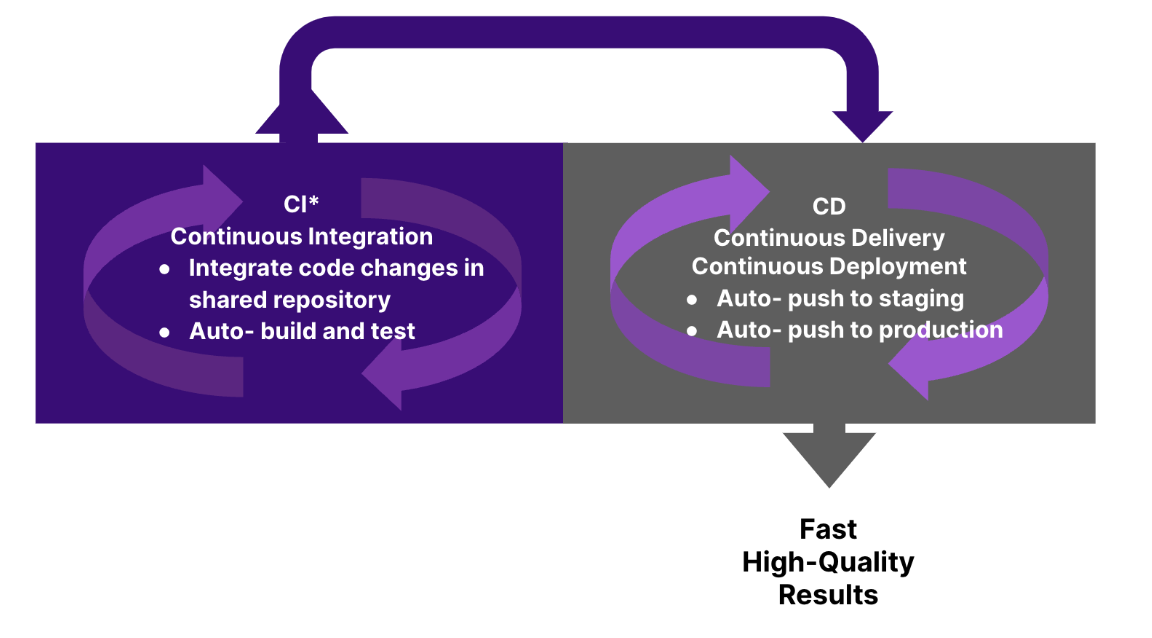 CI*
Continuous Integration
● Integrate code changes in
shared repository
● Auto- build and test
CD
Continuous Delivery
Continuous Deployment
● Auto- push to staging
● Auto- push to production
Fast
High-Quality
Results